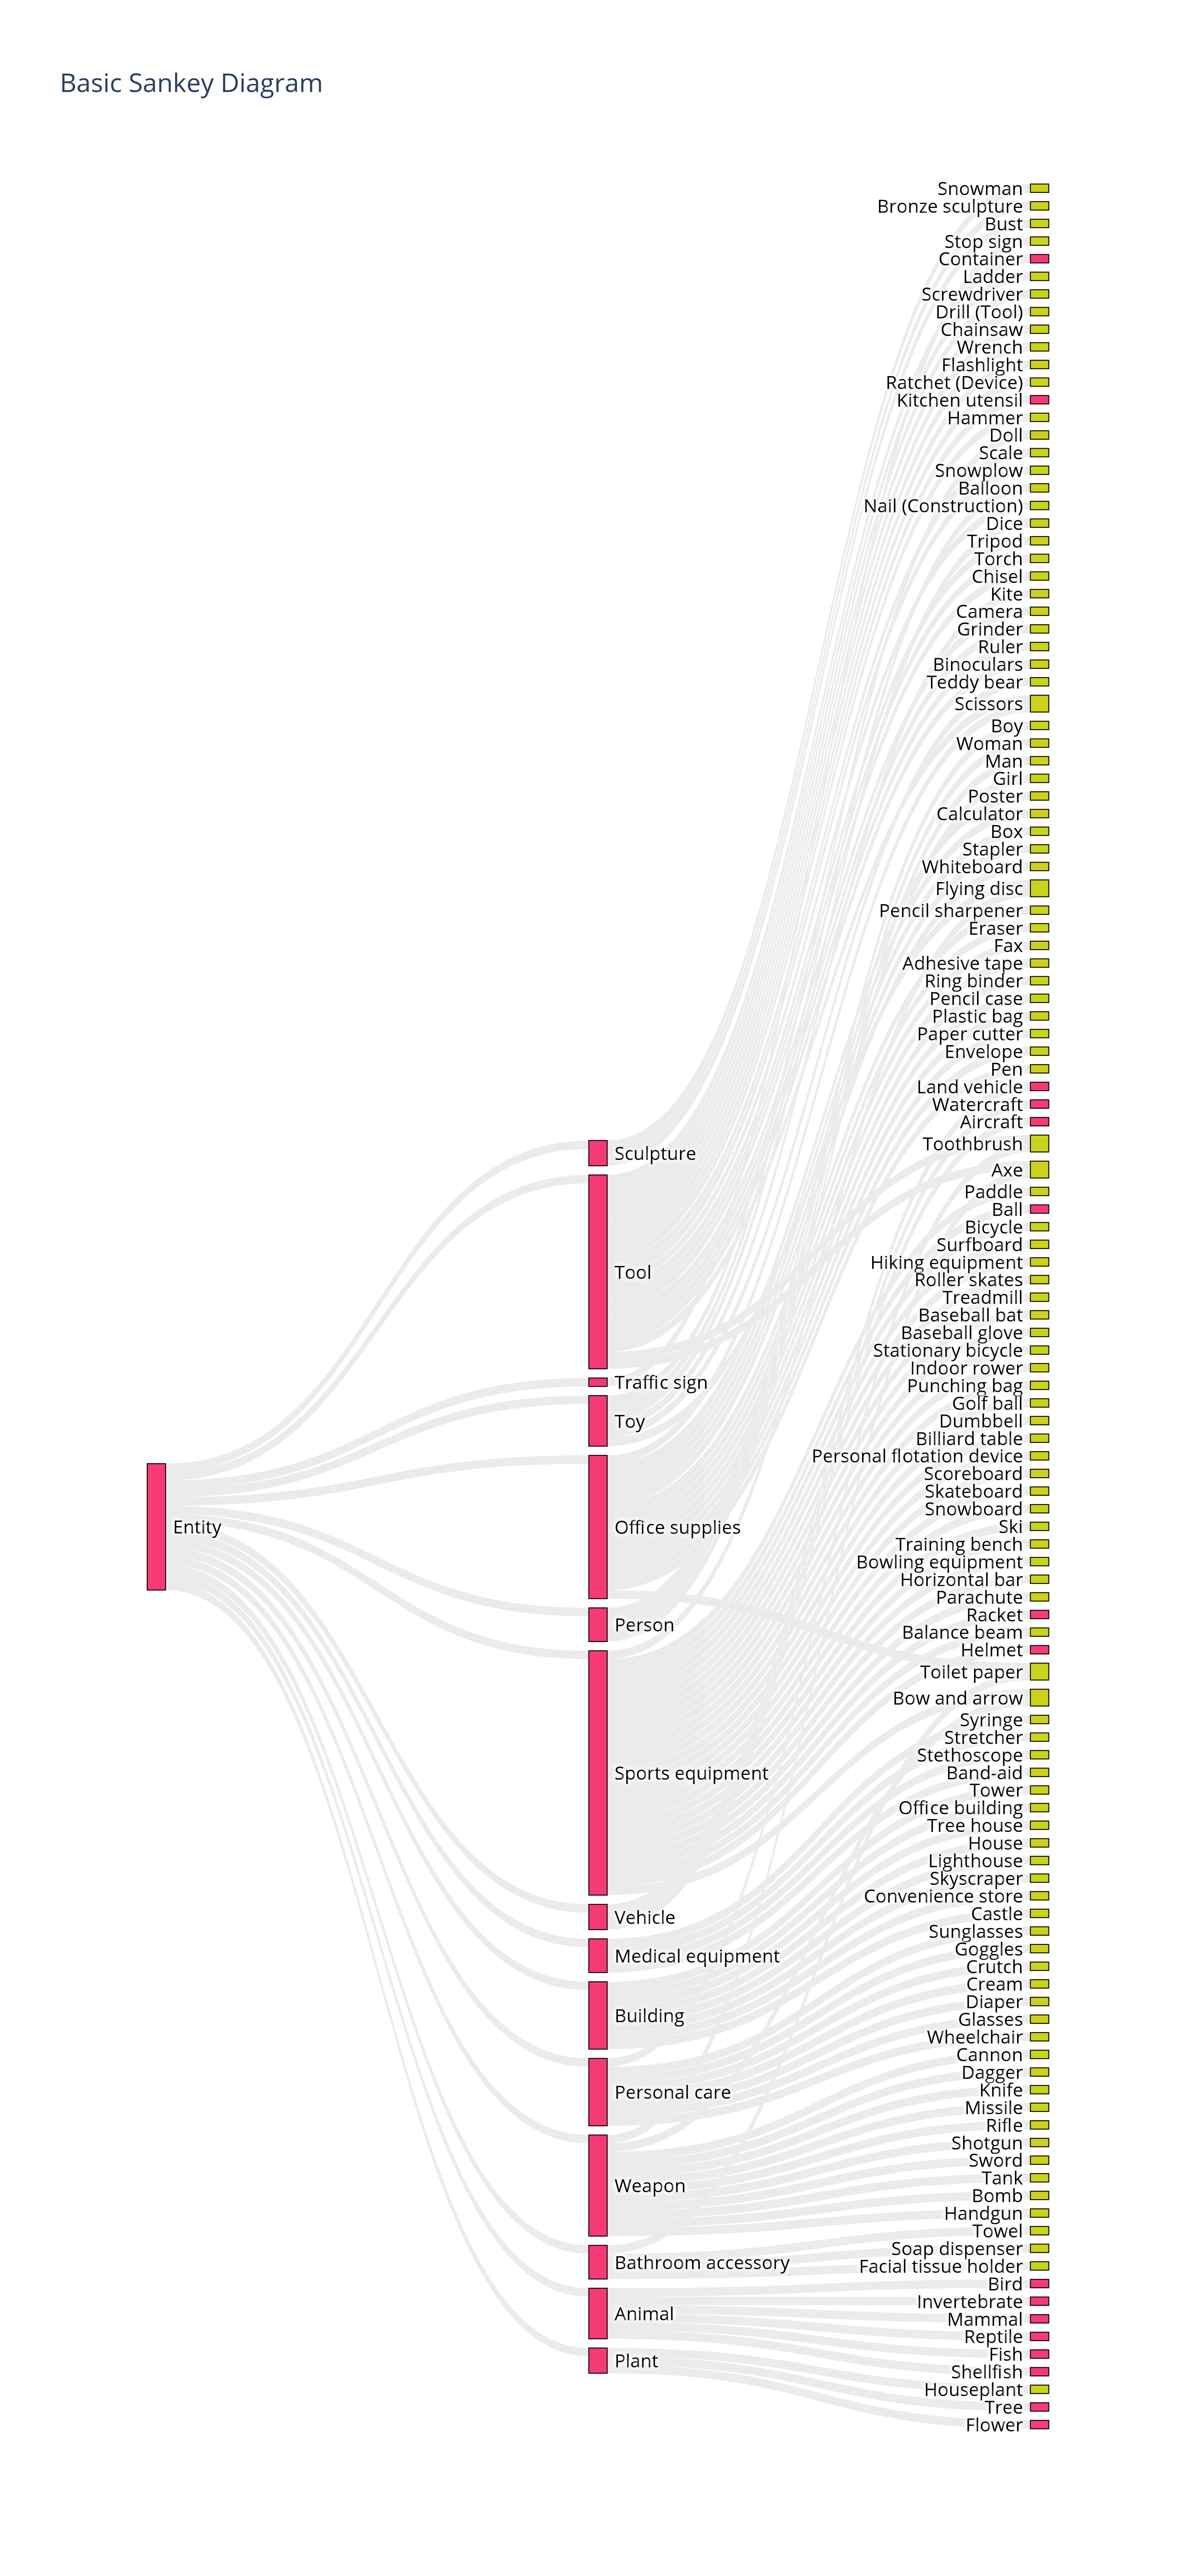 Basic Sankey Diagram
Snowman
Bronze sculpture
Bust
Stop sign
Container
Ladder
Screwdriver
Drill (Tool)
Chainsaw
Wrench
Flashlight
Ratchet (Device)
Kitchen utensil
Hammer
Doll
Scale
Snowplow
Balloon
Nail (Construction)
Dice
Tripod
Torch
Chisel
Kite
Camera
Grinder
Ruler
Binoculars
Teddy bear
Scissors
Boy
Woman
Man
Girl
Poster
Calculator
Box
Stapler
Whiteboard
Flying disc
Pencil sharpener
Eraser
Fax
Adhesive tape
Ring binder
Pencil case
Plastic bag
Paper cutter
Envelope
Pen
Land vehicle
Watercraft
Aircraft
Toothbrush
Axe
Paddle
Ball
Bicycle
Surfboard
Hiking equipment
Roller skates
Treadmill
Baseball bat
Baseball glove
Stationary bicycle
Indoor rower
Punching bag
Golf ball
Dumbbell
Billiard table
Personal flotation device
Scoreboard
Skateboard
Snowboard
Ski
Training bench
Bowling equipment
Horizontal bar
Parachute
Racket
Balance beam
Helmet
Toilet paper
Bow and arrow
Syringe
Stretcher
Stethoscope
Band-aid
Tower
Office building
Tree house
House
Lighthouse
Skyscraper
Convenience store
Castle
Sunglasses
Goggles
Crutch
Cream
Diaper
Glasses
Wheelchair
Cannon
Dagger
Knife
Missile
Rifle
Shotgun
Sword
Tank
Bomb
Handgun
Towel
Soap dispenser
Facial tissue holder
Bird
Invertebrate
Mammal
Reptile
Fish
Shellfish
Houseplant
Tree
Flower
Sculpture
Tool
Traffic sign
Toy
Office supplies
Person
Sports equipment
Vehicle
Medical equipment
Building
Personal care
Weapon
Bathroom accessory
Animal
Plant
Entity